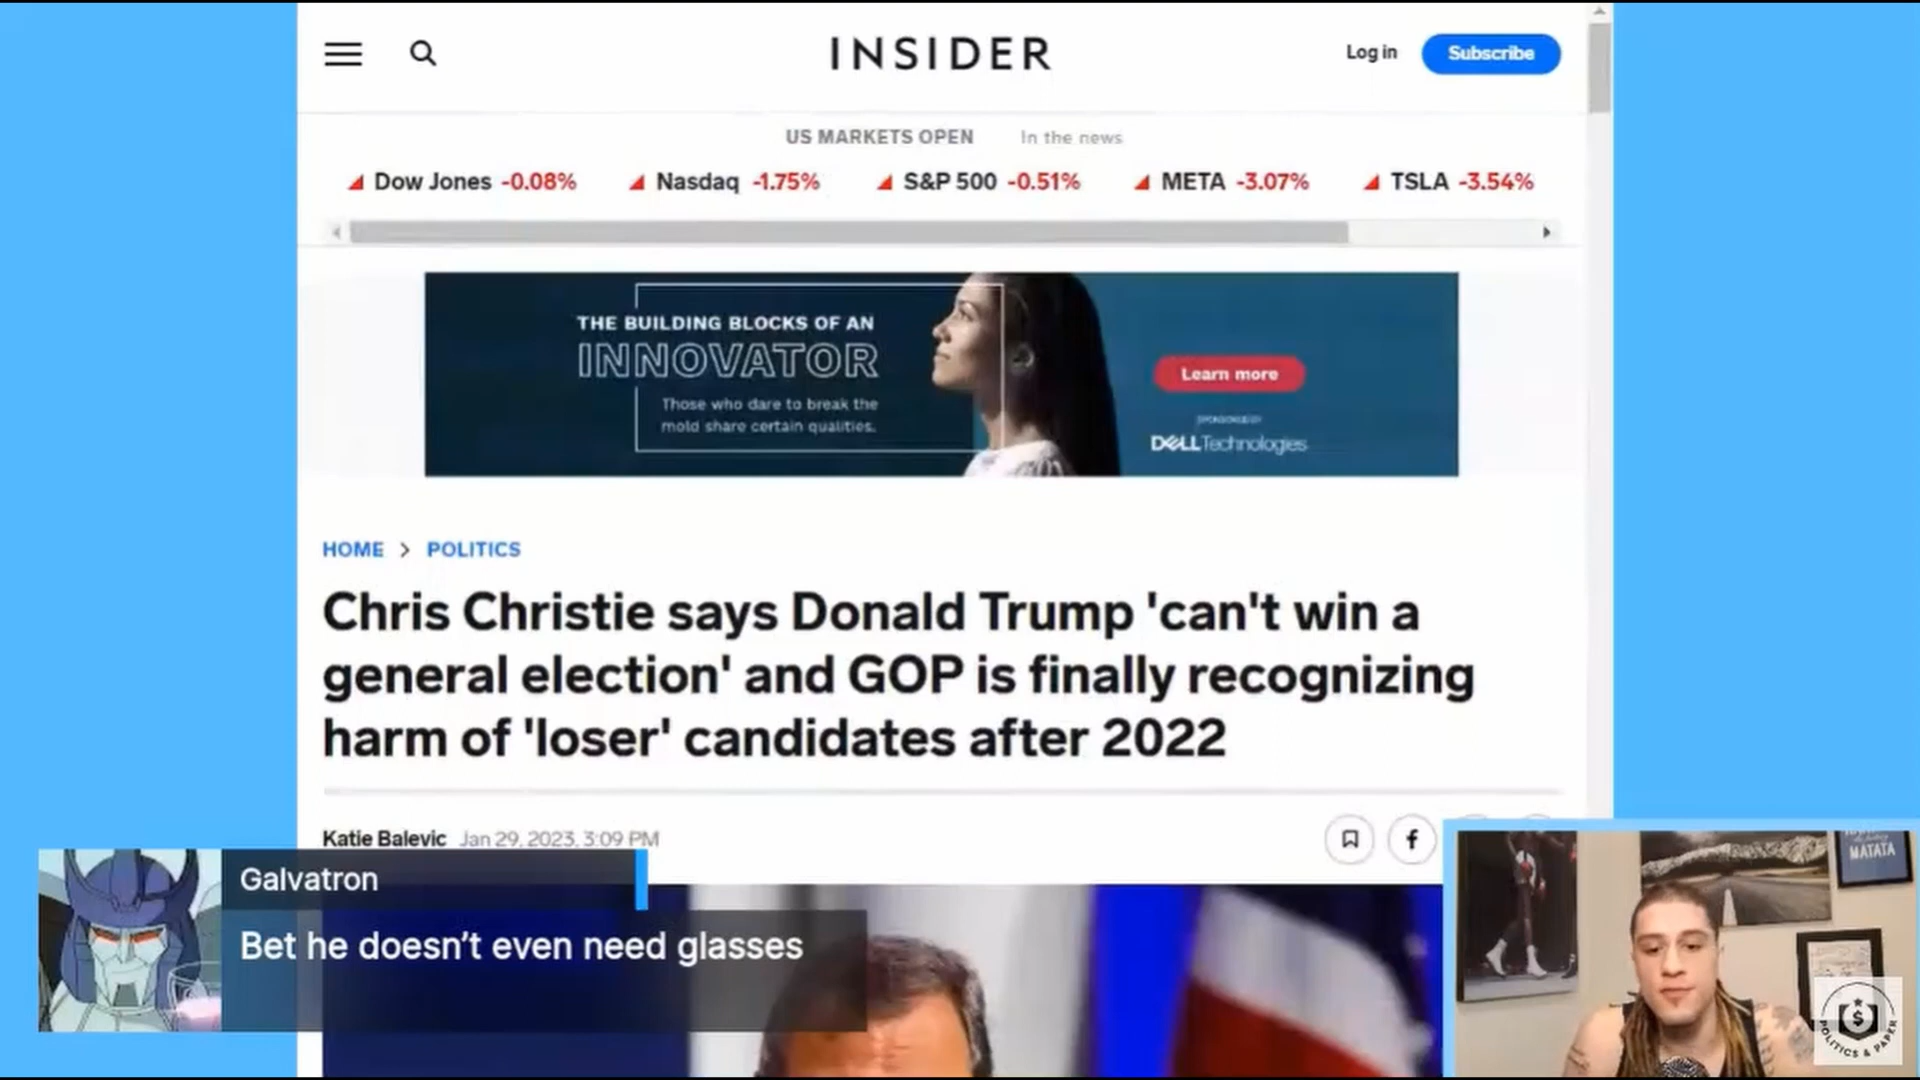 INSIDER
Log in
Subscribe
US MARKETS OPEN In the news
Dow Jones -0.08% Nasdaq -1.75% S&P 500 -0.51% META -3.07% TSLA -3.54%
THE BUILDING BLOCKS OF AN
INNOVATOR
Those who dare to break the
mold share certain qualities.
Learn more
SPONSORED BY
DELL Technologies
HOME > POLITICS
Chris Christie says Donald Trump 'can't win a
general election' and GOP is finally recognizing
harm of 'loser' candidates after 2022
Katie Balevic Jan 29, 2023, 3:09 PM
Galvatron
Bet he doesn't even need glasses
MATATA
POLITICS & PAPER